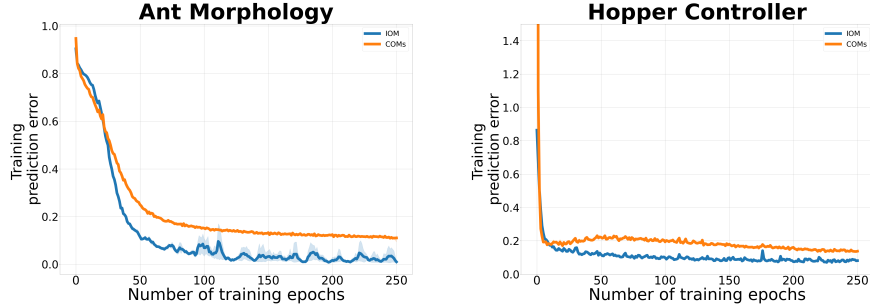 Ant Morphology
IOM
COMs
1.0
0.8
0.6
0.4
0.2
0.0
Training
prediction error
0
50
100
150
200
250
Number of training epochs
Hopper Controller
IOM
COMs
1.4
1.2
1.0
0.8
0.6
0.4
0.2
0.0
Training
prediction error
0
50
100
150
200
250
Number of training epochs